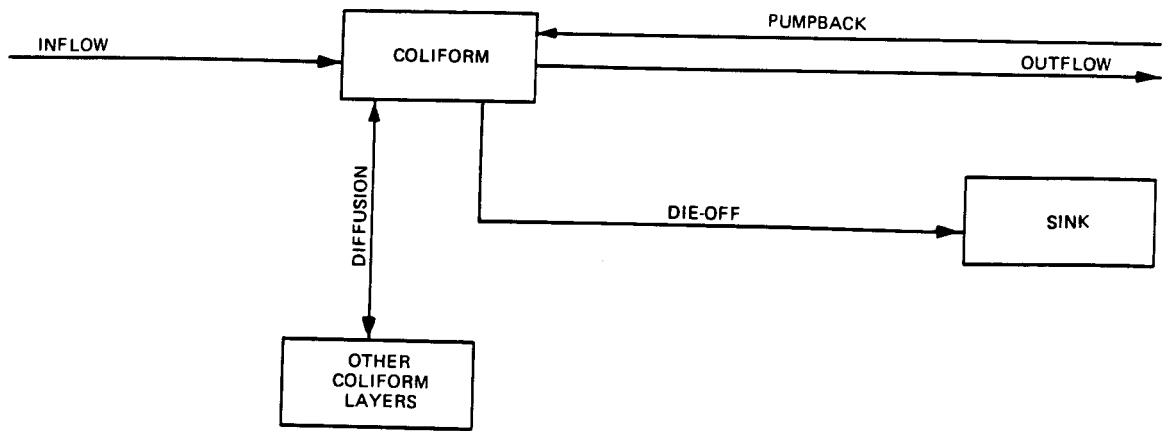 PUMPBACK
INFLOW
COLIFORM
OUTFLOW
DIFFUSION
DIE-OFF
SINK
OTHER
COLIFORM
LAYERS